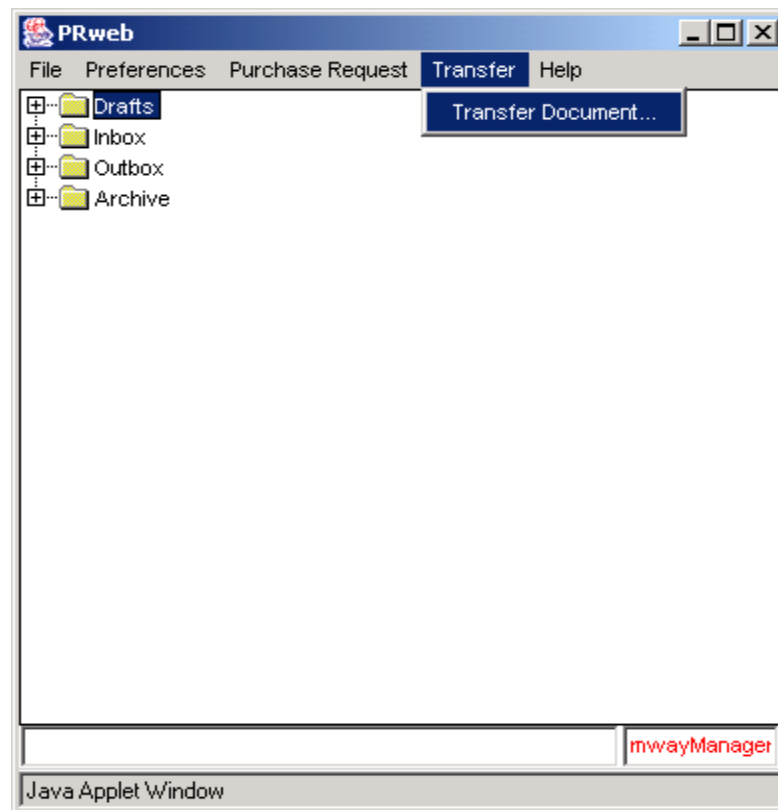 PRweb
File Preferences Purchase Request Transfer Help
Transfer Document...
Drafts
Inbox
Outbox
Archive
mwayManager
Java Applet Window